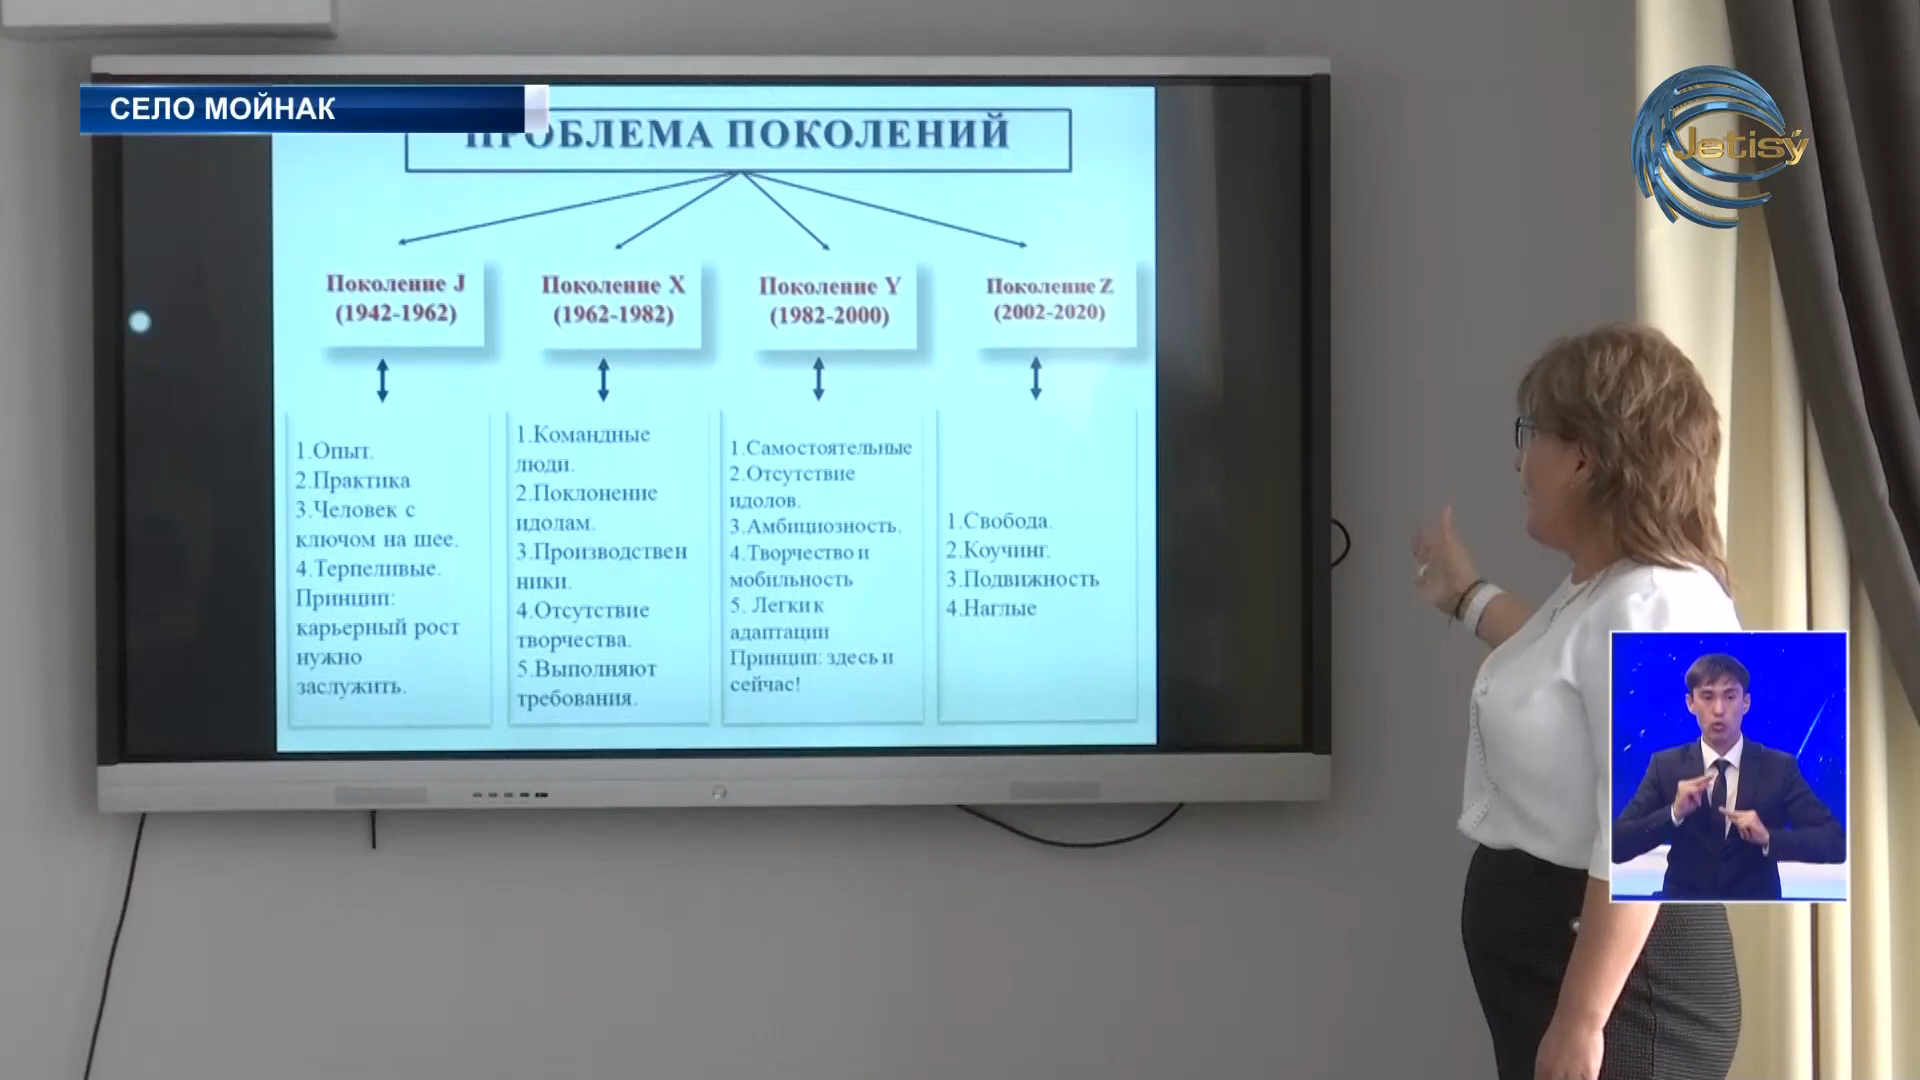 СЕЛО МОЙНАК
Jetisý
ПРОБЛЕМА ПОКОЛЕНИЙ
Поколение J
(1942-1962)
Поколение X
(1962-1982)
Поколение Y
(1982-2000)
Поколение Z
(2002-2020)
1.Опыт.
2.Практика
3.Человек с
ключом на шее.
4.Терпеливые.
Принцип:
карьерный рост
нужно
заслужить.
1.Командные
люди.
2.Поклонение
идолам.
3.Производствен
ники.
4.Отсутствие
творчества.
5.Выполняют
требования.
1.Самостоятельные
2.Отсутствие
идолов.
3.Амбициозность.
4.Творчество и
мобильность
5. Легки к
адаптации
Принцип: здесь и
сейчас!
1.Свобода.
2.Коучинг.
3.Подвижность
4.Наглые